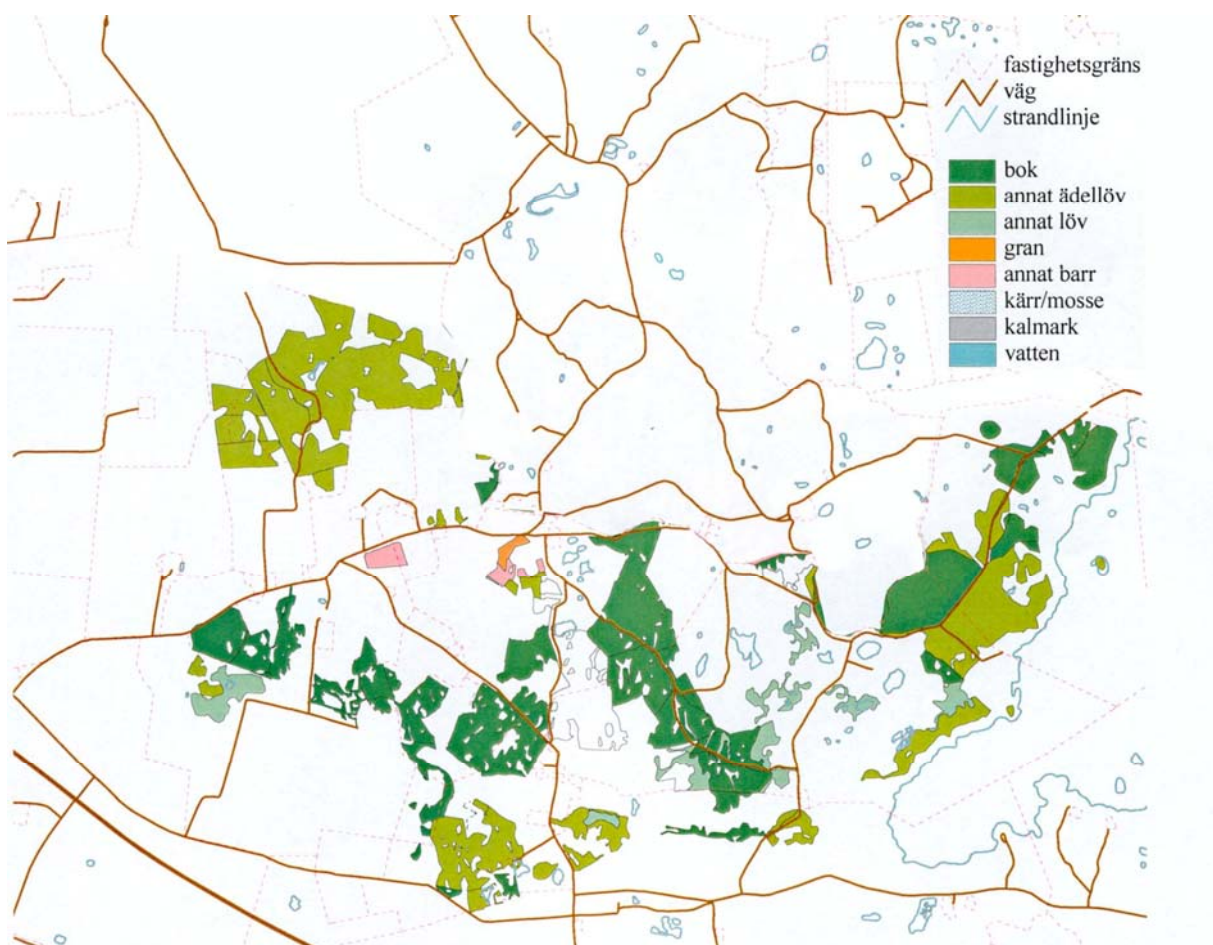 fastighetsgräns
väg
strandlinje
bok
annat ädellöv
annat löv
gran
annat barr
kärr/mosse
kalmark
vatten